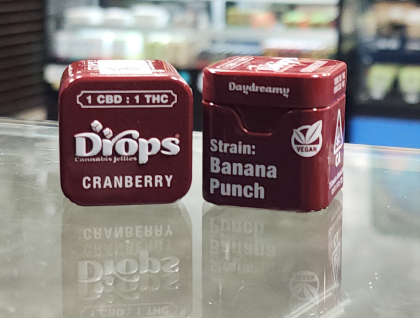 1 CBD : 1 THC
Drops
Cannabis Jellies
CRANBERRY
Daydreamy
Strain:
Banana
Punch
VEGAN